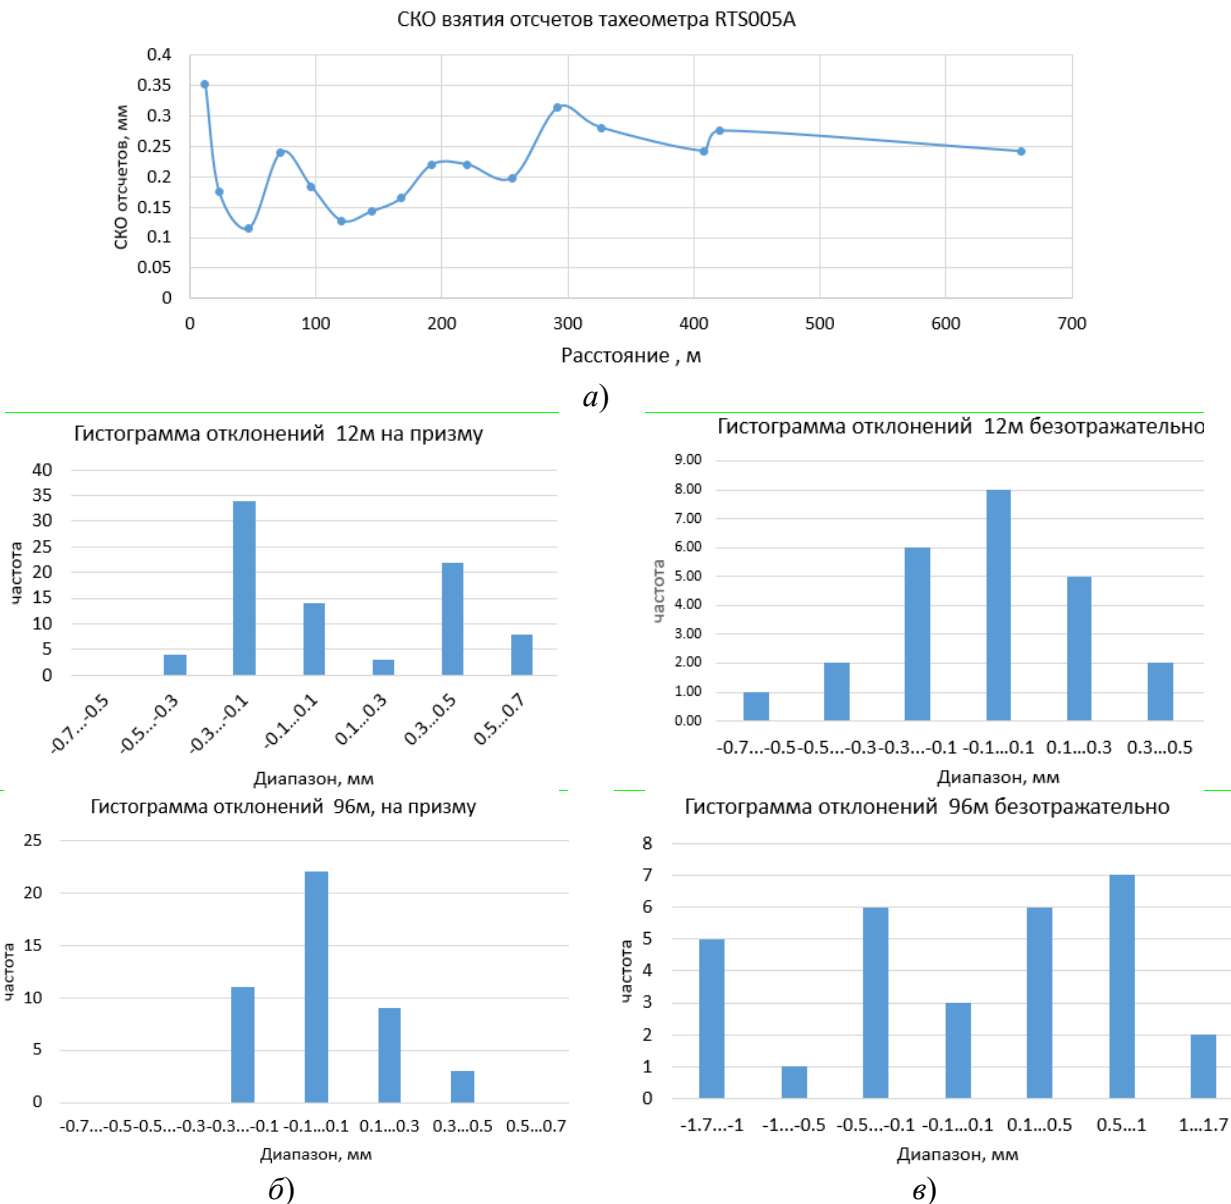 СКО взятия отсчетов тахеометра RTS005A
0.4
0.35
0.3
0.25
0.2
0.15
0.1
0.05
0
СКО отсчетов, мм
0 100 200 300 400 500 600 700
Расстояние , м
а)
Гистограмма отклонений 12м на призму
40
35
30
25
20
15
10
5
0
частота
-0.7...-0.5 -0.5...-0.3 -0.3...-0.1 -0.1...0.1 0.1...0.3 0.3...0.5 0.5...0.7
Диапазон, мм
Гистограмма отклонений 12м безотражательно
9.00
8.00
7.00
6.00
5.00
4.00
3.00
2.00
1.00
0.00
частота
-0.7...-0.5 -0.5...-0.3 -0.3...-0.1 -0.1...0.1 0.1...0.3 0.3...0.5
Диапазон, мм
Гистограмма отклонений 96м, на призму
25
20
15
10
5
0
частота
-0.7...-0.5 -0.5...-0.3 -0.3...-0.1 -0.1...0.1 0.1...0.3 0.3...0.5 0.5...0.7
Диапазон, мм
б)
Гистограмма отклонений 96м безотражательно
8
7
6
5
4
3
2
1
0
частота
-1.7...-1 -1...-0.5 -0.5...-0.1 -0.1...0.1 0.1...0.5 0.5...1 1...1.7
Диапазон, мм
в)